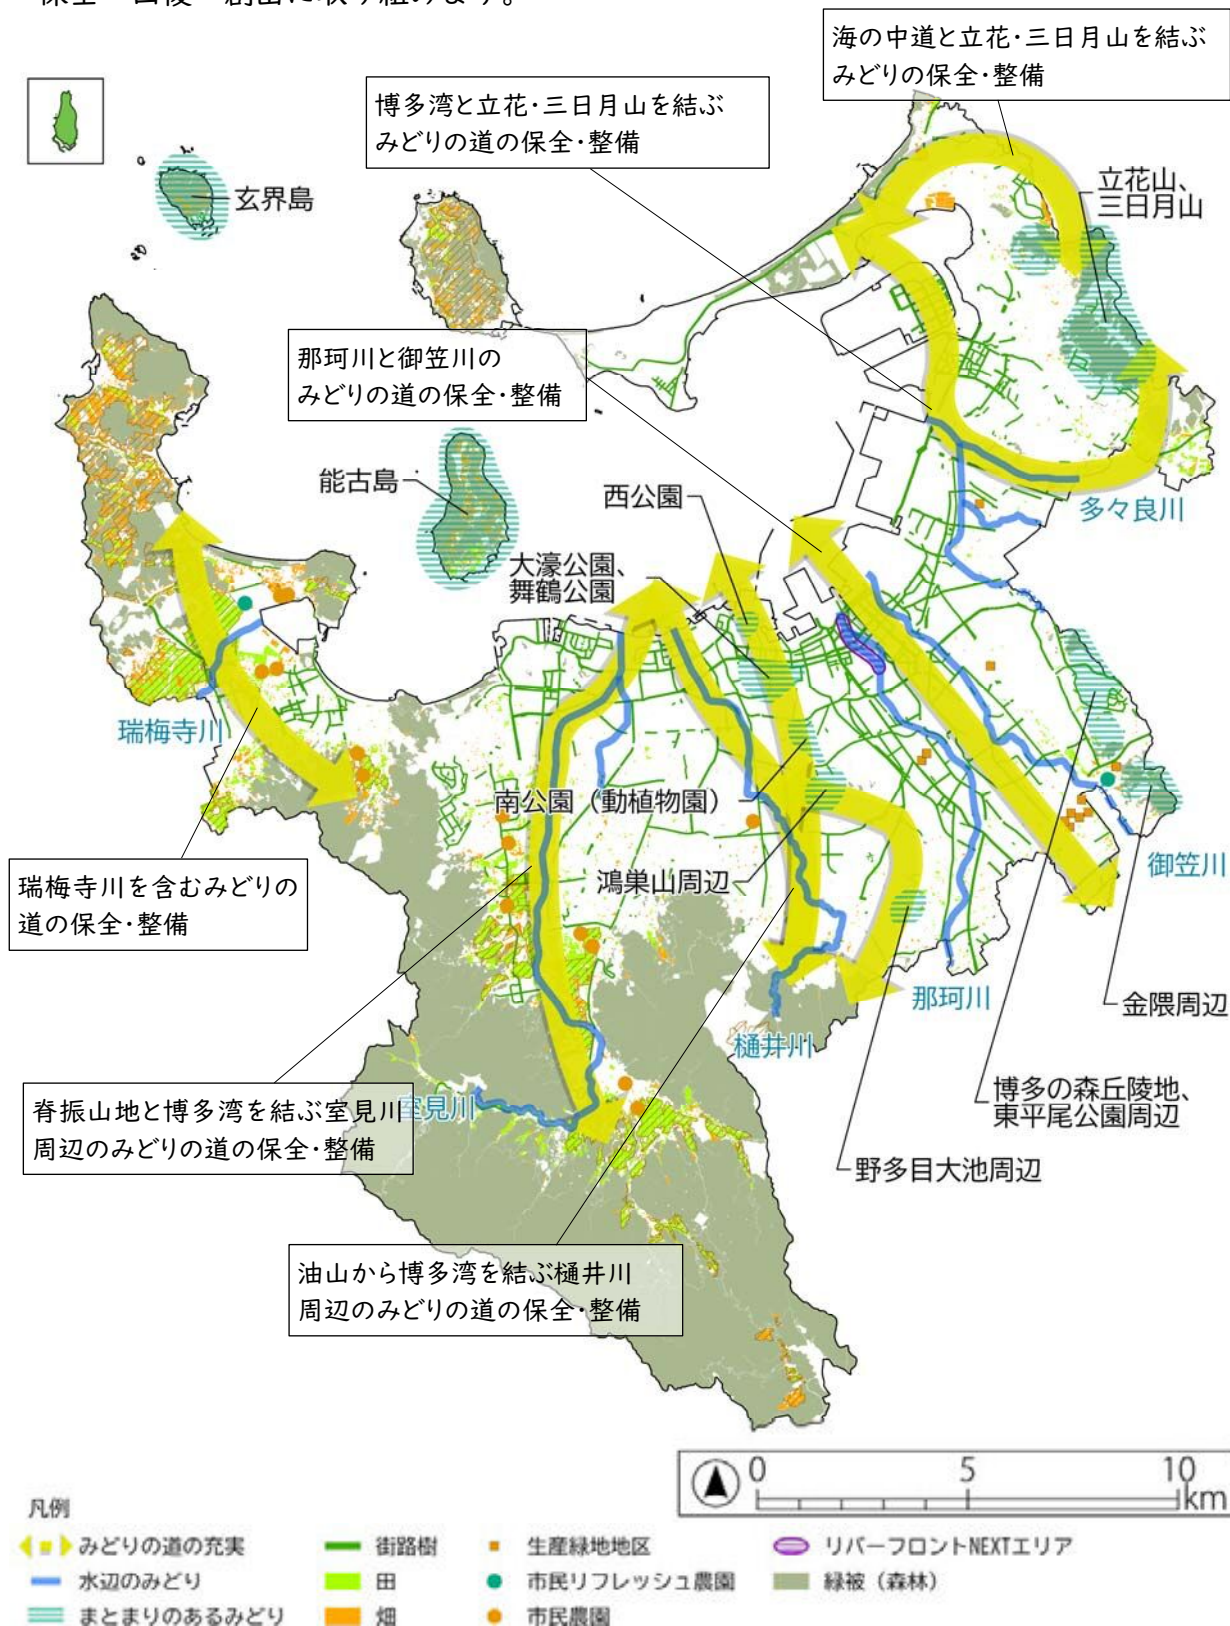 海の中道と立花・三日月山を結ぶ
みどりの保全・整備
博多湾と立花・三日月山を結ぶ
みどりの道の保全・整備
立花山、
三日月山
玄界島
那珂川と御笠川の
みどりの道の保全・整備
能古島
西公園
多々良川
大濠公園、
舞鶴公園
瑞梅寺川
南公園（動植物園）
御笠川
瑞梅寺川を含むみどりの
道の保全・整備
鴻巣山周辺
那珂川
金隈周辺
樋井川
博多の森丘陵地、
東平尾公園周辺
脊振山地と博多湾を結ぶ室見川
周辺のみどりの道の保全・整備
室見川
野多目大池周辺
油山から博多湾を結ぶ樋井川
周辺のみどりの道の保全・整備
0 5 10
km
凡例
みどりの道の充実
街路樹
生産緑地地区
リバーフロントNEXTエリア
水辺のみどり
田
市民リフレッシュ農園
緑被（森林）
まとまりのあるみどり
畑
市民農園